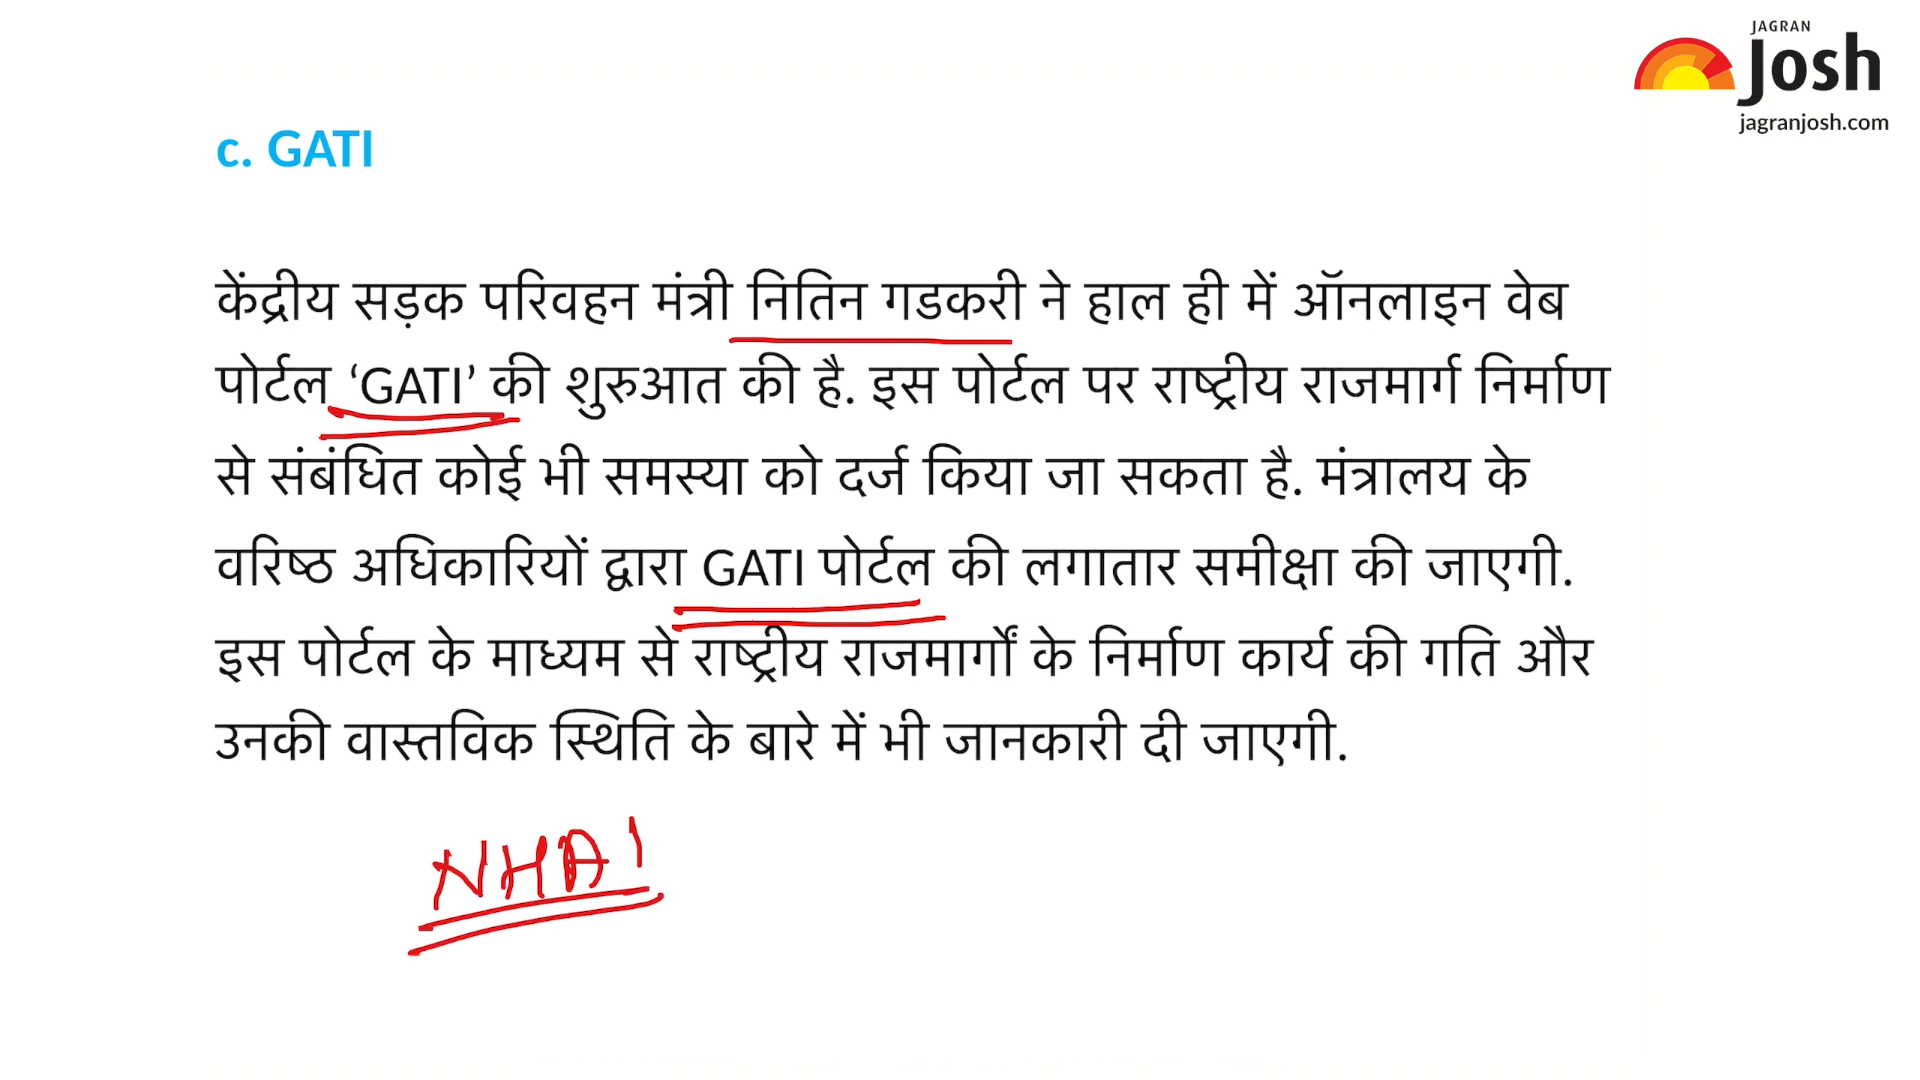 JAGRAN
Josh
jagranjosh.com
c. GATI
केंद्रीय सड़क परिवहन मंत्री नितिन गडकरी ने हाल ही में ऑनलाइन वेब
पोर्टल ‘GATI’ की शुरुआत की है. इस पोर्टल पर राष्ट्रीय राजमार्ग निर्माण
से संबंधित कोई भी समस्या को दर्ज किया जा सकता है. मंत्रालय के
वरिष्ठ अधिकारियों द्वारा GATI पोर्टल की लगातार समीक्षा की जाएगी.
इस पोर्टल के माध्यम से राष्ट्रीय राजमार्गों के निर्माण कार्य की गति और
उनकी वास्तविक स्थिति के बारे में भी जानकारी दी जाएगी.
NHAI